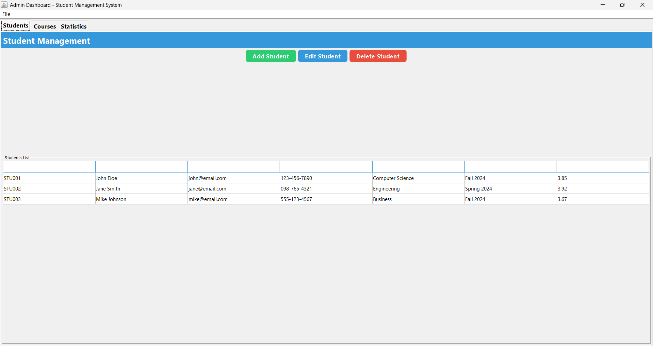 Admin Dashboard - Student Management System
File
Students Courses Statistics
Student Management
Add Student Edit Student Delete Student
Students List
STU001 John Doe john@email.com 123-456-7890 Computer Science Fall 2024 3.85
STU002 Jane Smith jane@email.com 098-765-4321 Engineering Spring 2024 3.92
STU003 Mike Johnson mike@email.com 555-123-4567 Business Fall 2024 3.67